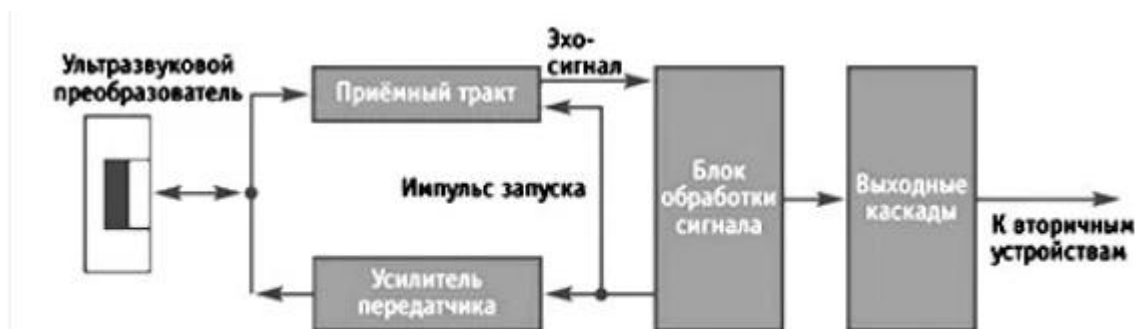 Ультразвуковой
преобразователь
Приёмный тракт
Эхо-
сигнал
Импульс запуска
Усилитель
передатчика
Блок
обработки
сигнала
Выходные
каскады
К вторичным
устройствам